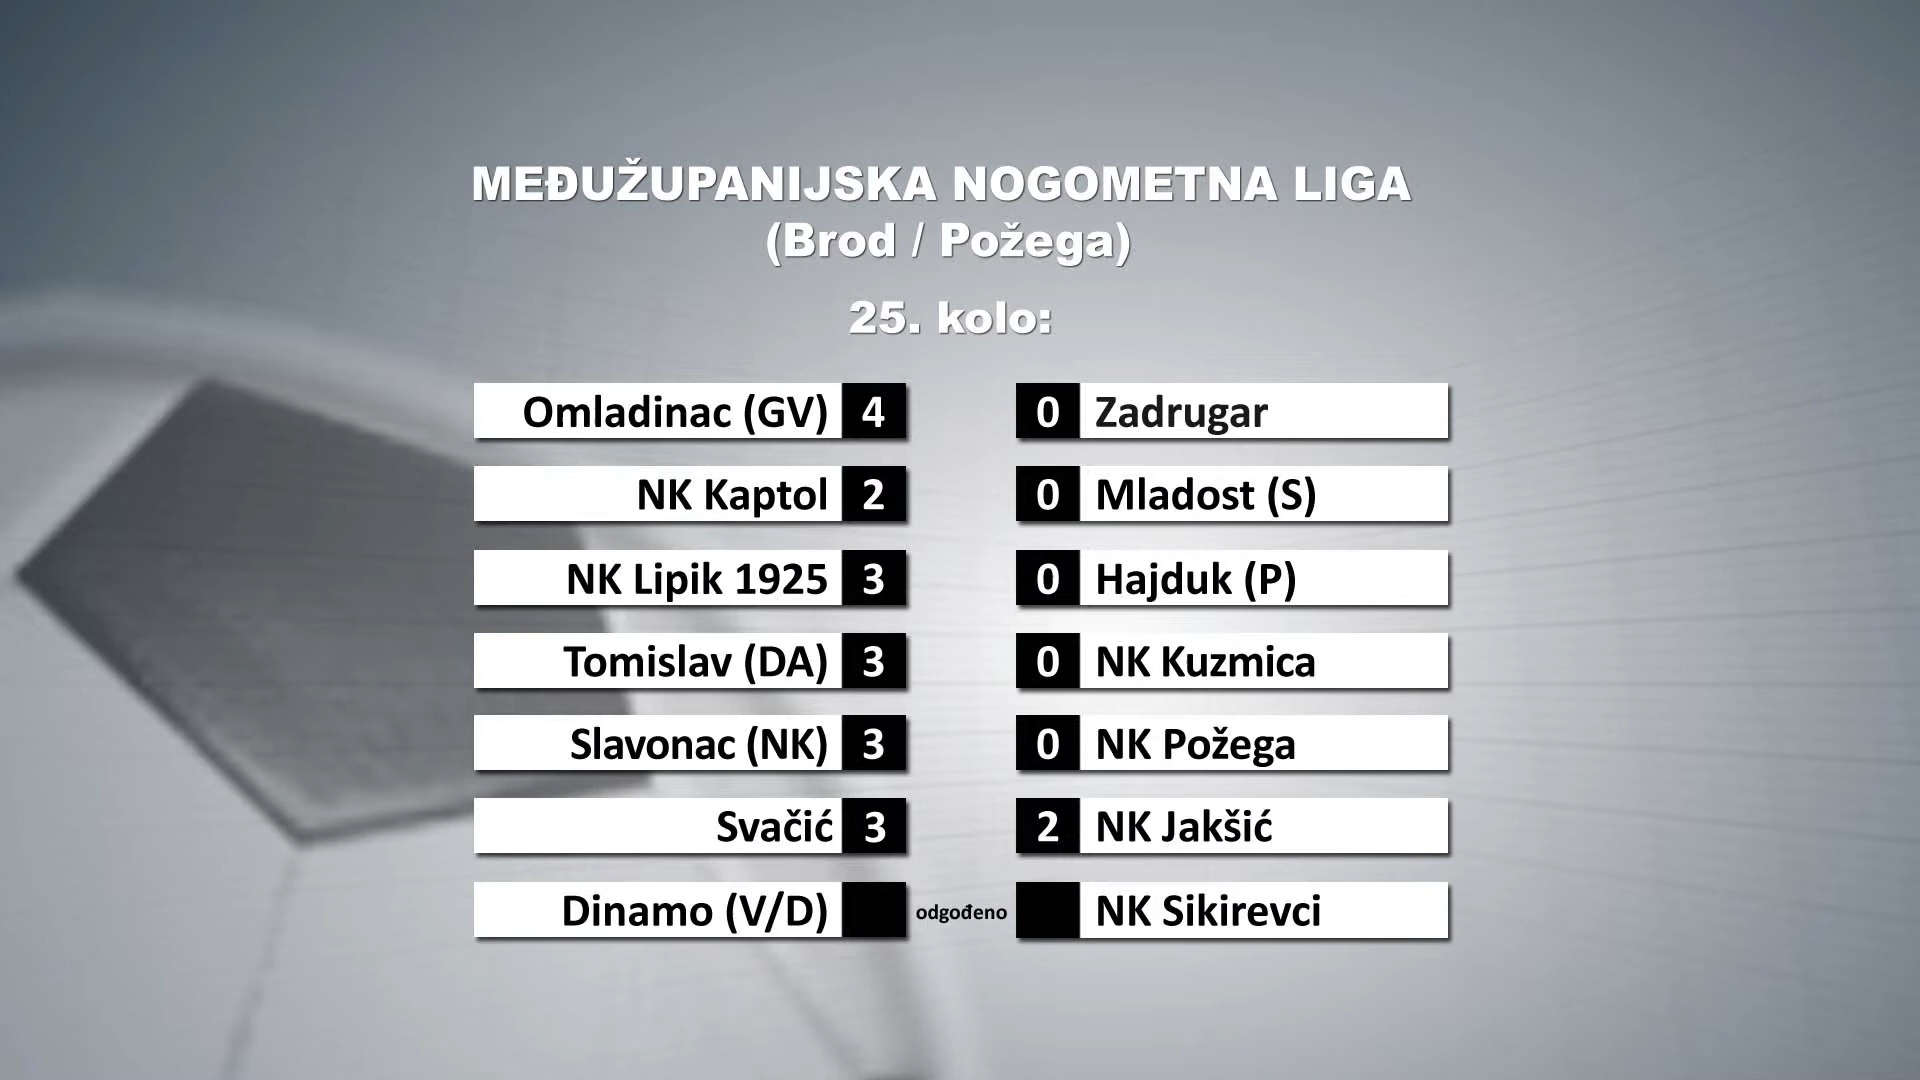 MEĐUŽUPANIJSKA NOGOMETNA LIGA
(Brod / Požega)
25. kolo:
Omladinac (GV) 4 0 Zadrugar
NK Kaptol 2 0 Mladost (S)
NK Lipik 1925 3 0 Hajduk (P)
Tomislav (DA) 3 0 NK Kuzmica
Slavonac (NK) 3 0 NK Požega
Svačić 3 2 NK Jakšić
Dinamo (V/D) odgođeno NK Sikirevci